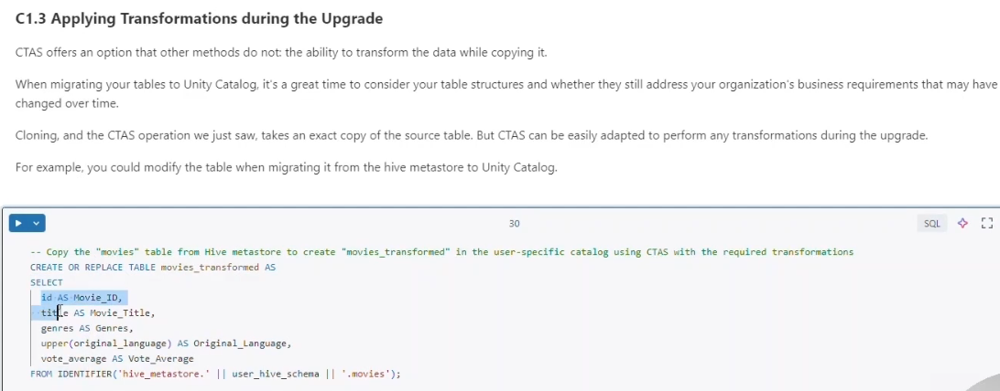 C1.3 Applying Transformations during the Upgrade
CTAS offers an option that other methods do not: the ability to transform the data while copying it.
When migrating your tables to Unity Catalog, it's a great time to consider your table structures and whether they still address your organization's business requirements that may have
changed over time.
Cloning, and the CTAS operation we just saw, takes an exact copy of the source table. But CTAS can be easily adapted to perform any transformations during the upgrade.
For example, you could modify the table when migrating it from the hive metastore to Unity Catalog.
30
SQL
-- Copy the "movies" table from Hive metastore to create "movies_transformed" in the user-specific catalog using CTAS with the required transformations
CREATE OR REPLACE TABLE movies_transformed AS
SELECT
id AS Movie_ID,
title AS Movie_Title,
genres AS Genres,
upper(original_language) AS Original_Language,
vote_average AS Vote_Average
FROM IDENTIFIER('hive_metastore.' || user_hive_schema || '.movies');